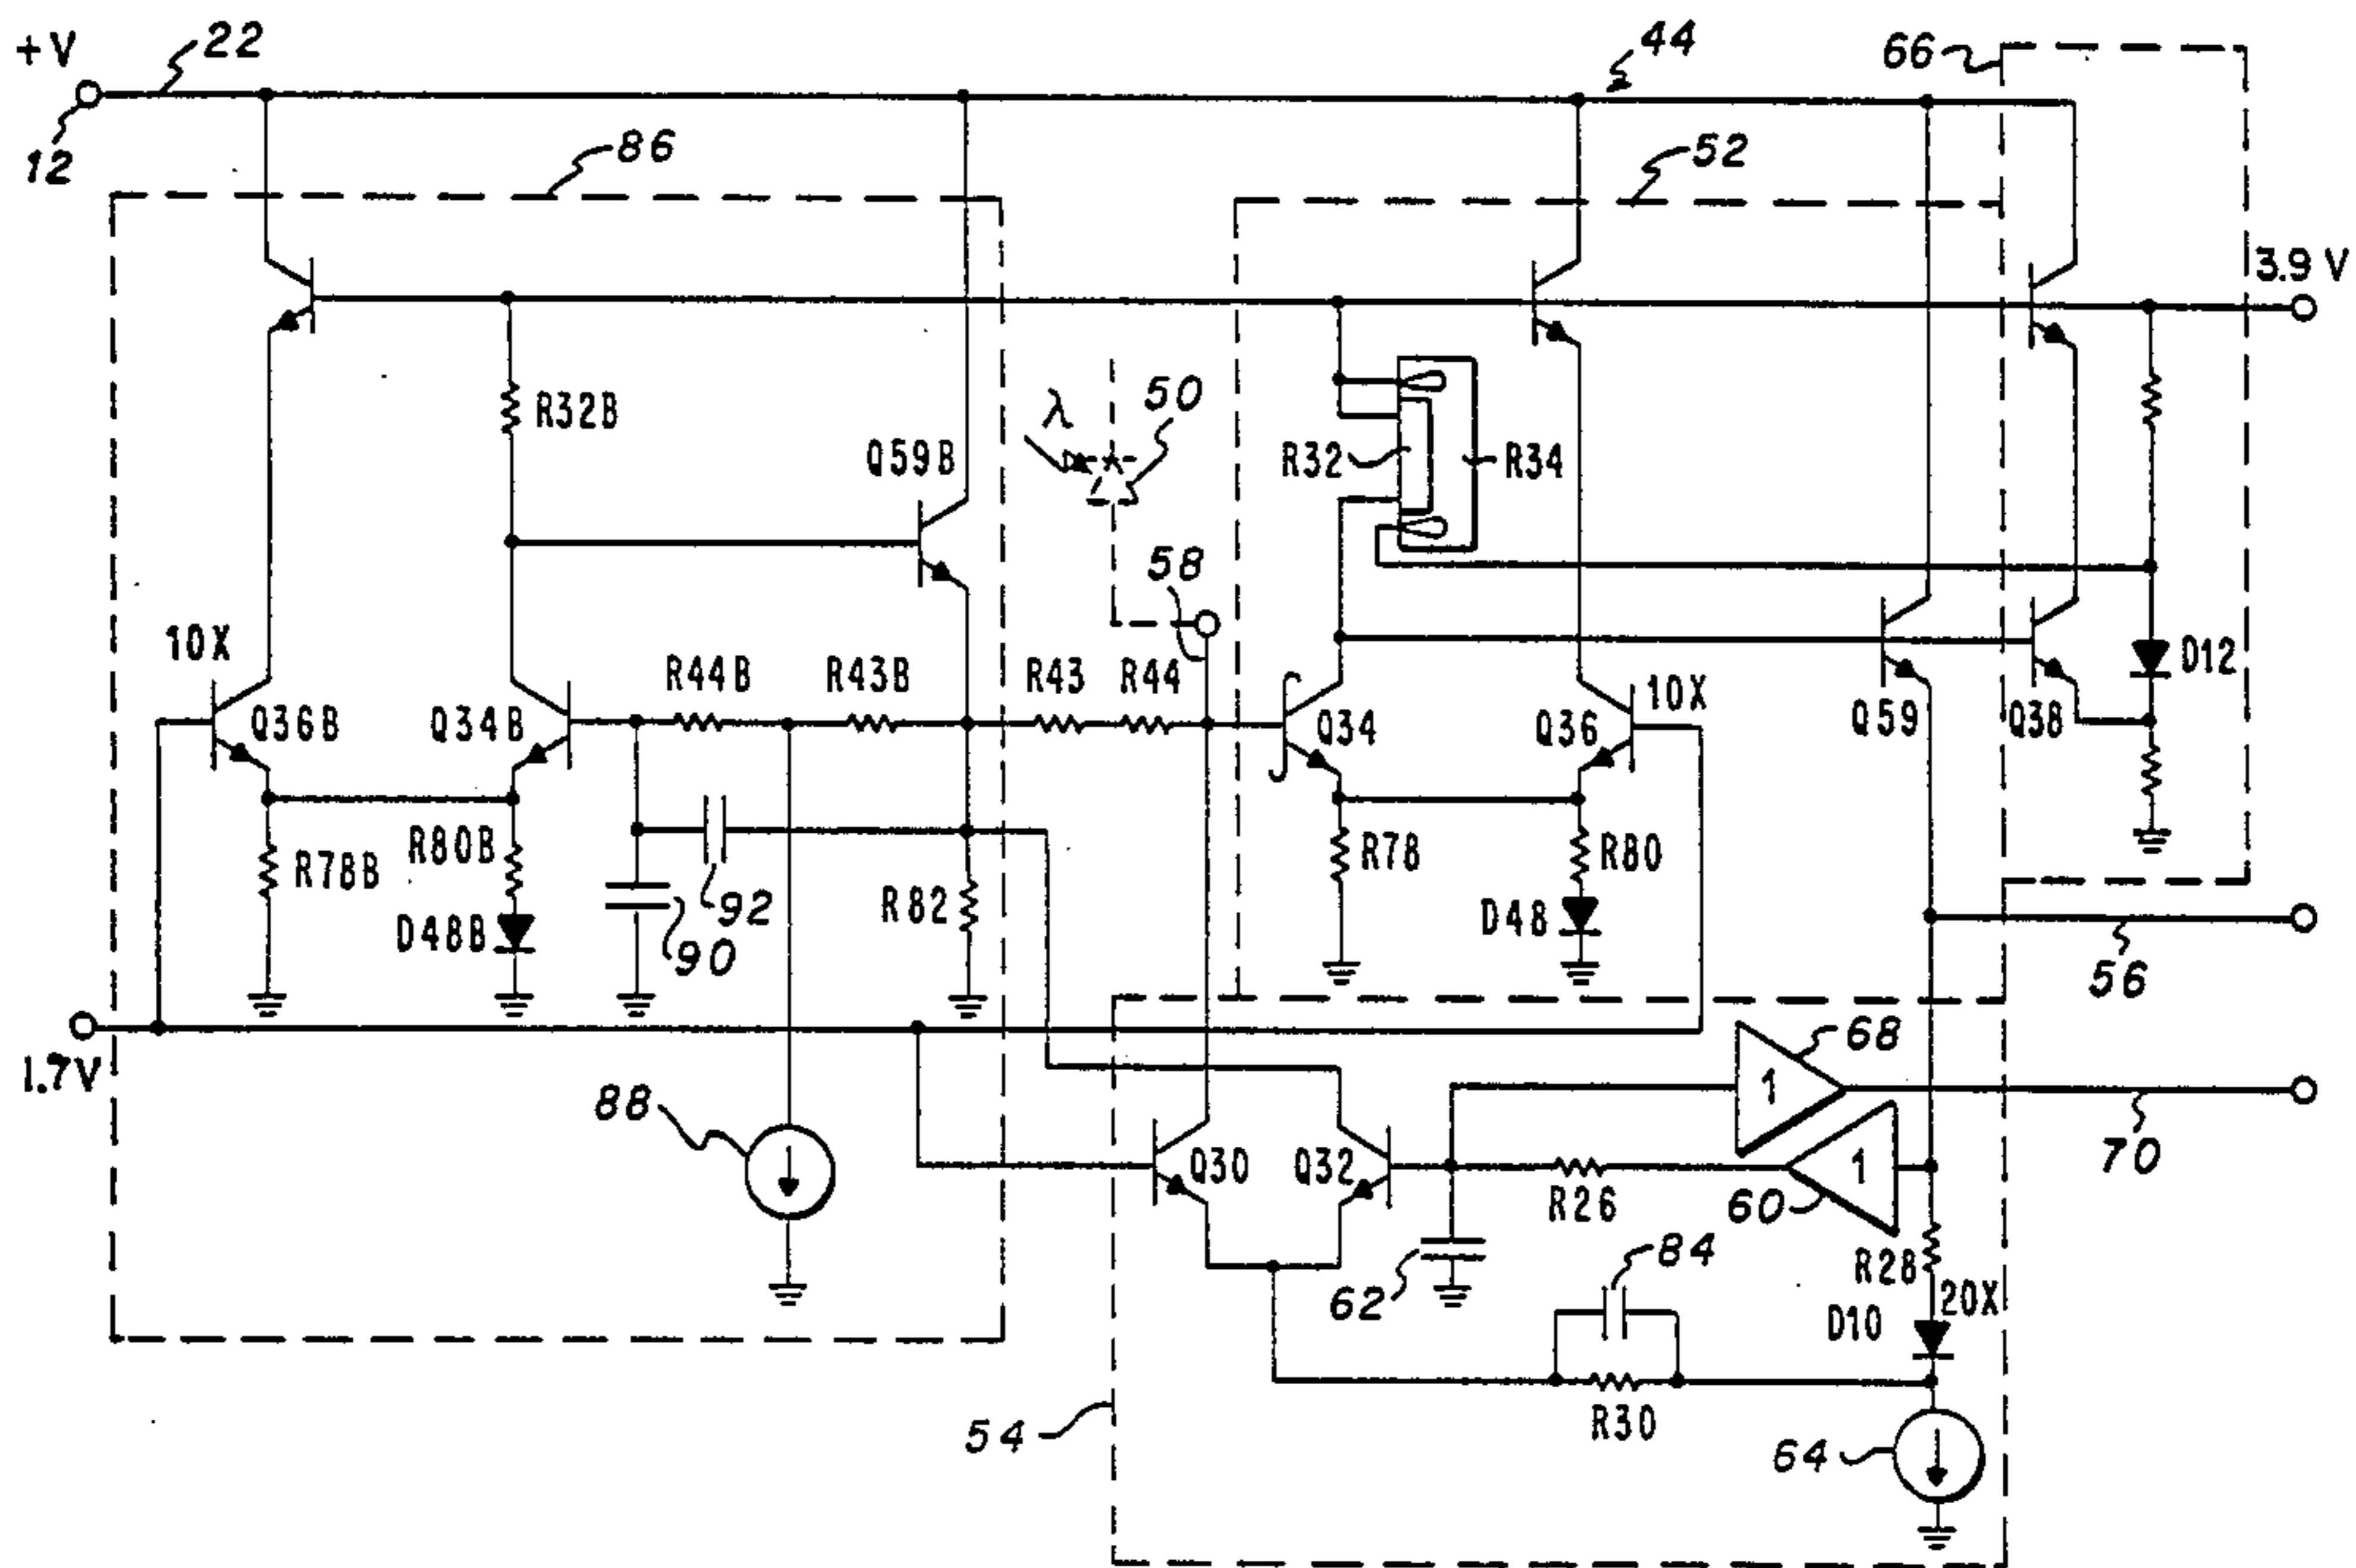 +V
22
44
66
12
86
52
3.9 V
λ
50
R32B
Q59B
R32
R34
58
10X
R44B
R43B
R43
R44
10X
D12
Q36B
Q34B
Q34
Q36
Q59
Q38
R78B
R80B
92
R82
R78
R80
D48B
90
D48
56
1.7V
68
1
88
Q30
Q32
R26
60
1
70
62
84
R28
20X
D10
54
R30
64